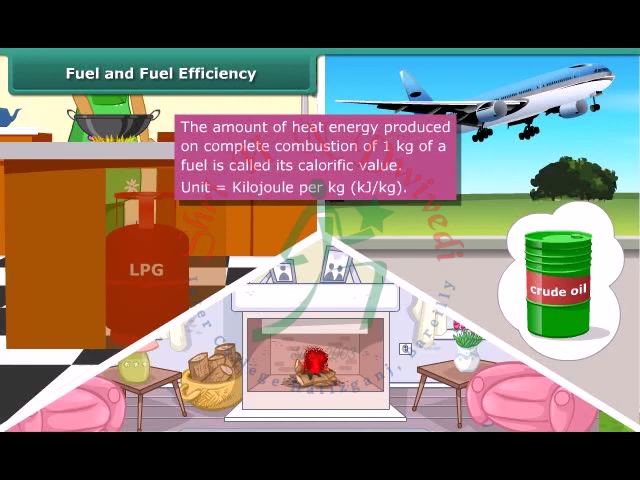 Fuel and Fuel Efficiency
The amount of heat energy produced
on complete combustion of 1 kg of a
fuel is called its calorific value.
Unit = Kilojoule per kg (kJ/kg).
LPG
crude oil